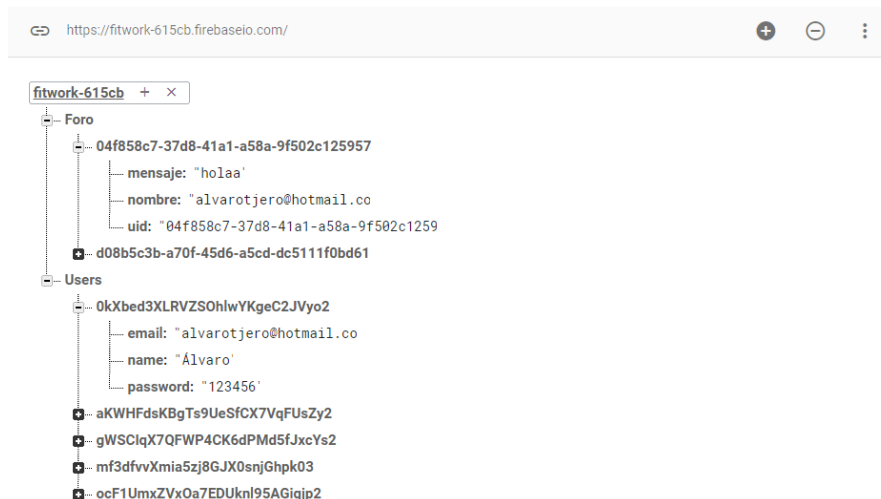 https://fitwork-615cb.firebaseio.com/
fitwork-615cb + ×
Foro
04f858c7-37d8-41a1-a58a-9f502c125957
mensaje: "holaa'
nombre: "alvarotjero@hotmail.co
uid: "04f858c7-37d8-41a1-a58a-9f502c1259
d08b5c3b-a70f-45d6-a5cd-dc5111f0bd61
Users
0kXbed3XLRVZSOhlwYKgeC2JVyo2
email: "alvarotjero@hotmail.co
name: "Álvaro'
password: "123456'
aKWHFdsKBgTs9UeSfCX7VqFUsZy2
gWSClqX7QFWP4CK6dPMd5fJxcYs2
mf3dfvvXmia5zj8GJX0snjGhpk03
ocF1UmxZVxOa7EDUknl95AGiqjp2